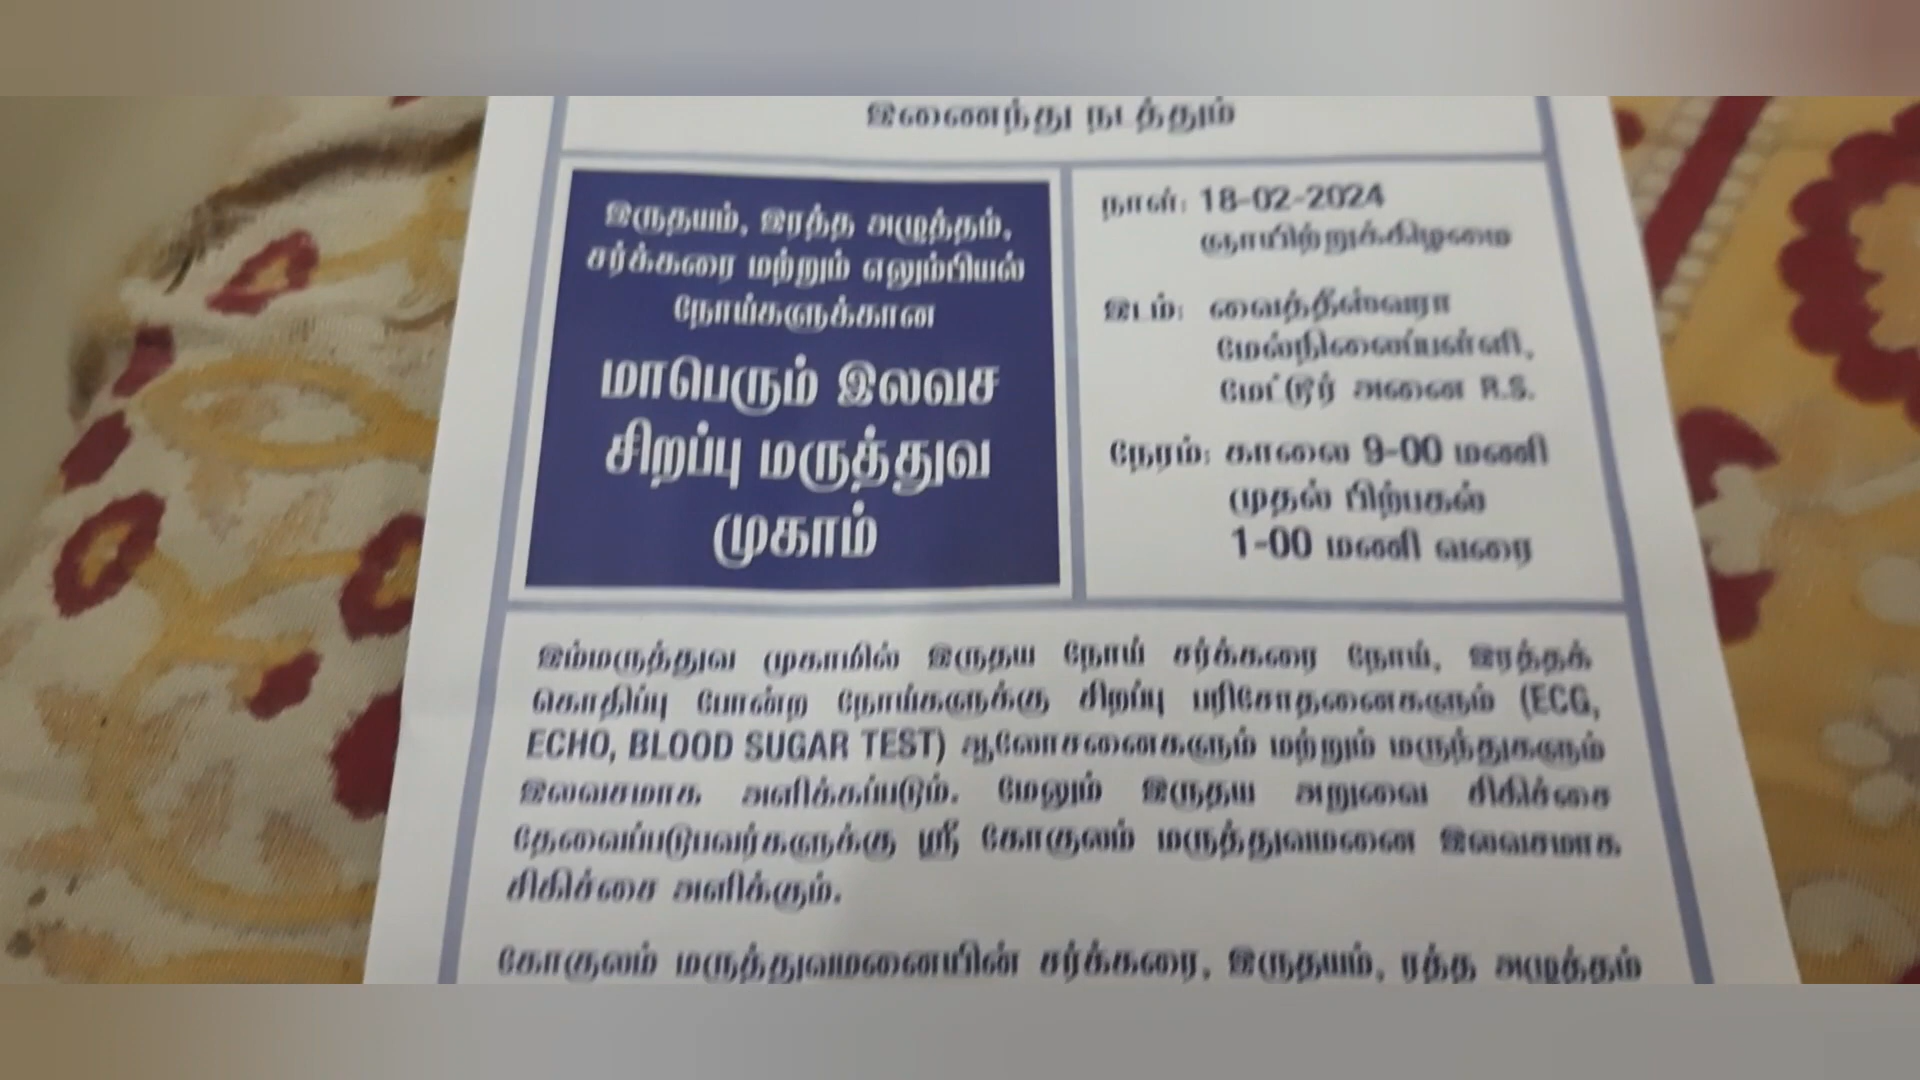 இணைந்து நடத்தும்
இருதயம், இரத்த அழுத்தம்,
சர்க்கரை மற்றும் எலும்பியல்
நோய்களுக்கான
மாபெரும் இலவச
சிறப்பு மருத்துவ
முகாம்
நாள்: 18-02-2024
ஞாயிற்றுக்கிழமை
இடம்: வைத்தீஸ்வரா
மேல்நிலைப்பள்ளி,
மேட்டூர் அணை R.S.
நேரம்: காலை 9-00 மணி
முதல் பிற்பகல்
1-00 மணி வரை
இம்மருத்துவ முகாமில் இருதய நோய் சர்க்கரை நோய், இரத்தக்
கொதிப்பு போன்ற நோய்களுக்கு சிறப்பு பரிசோதனைகளும் (ECG,
ECHO, BLOOD SUGAR TEST) ஆலோசனைகளும் மற்றும் மருந்துகளும்
இலவசமாக அளிக்கப்படும். மேலும் இருதய அறுவை சிகிச்சை
தேவைப்படுபவர்களுக்கு ஸ்ரீ கோகுலம் மருத்துவமனை இலவசமாக
சிகிச்சை அளிக்கும்.
கோகுலம் மருத்துவமனையின் சர்க்கரை, இருதயம், ரத்த அழுத்தம்